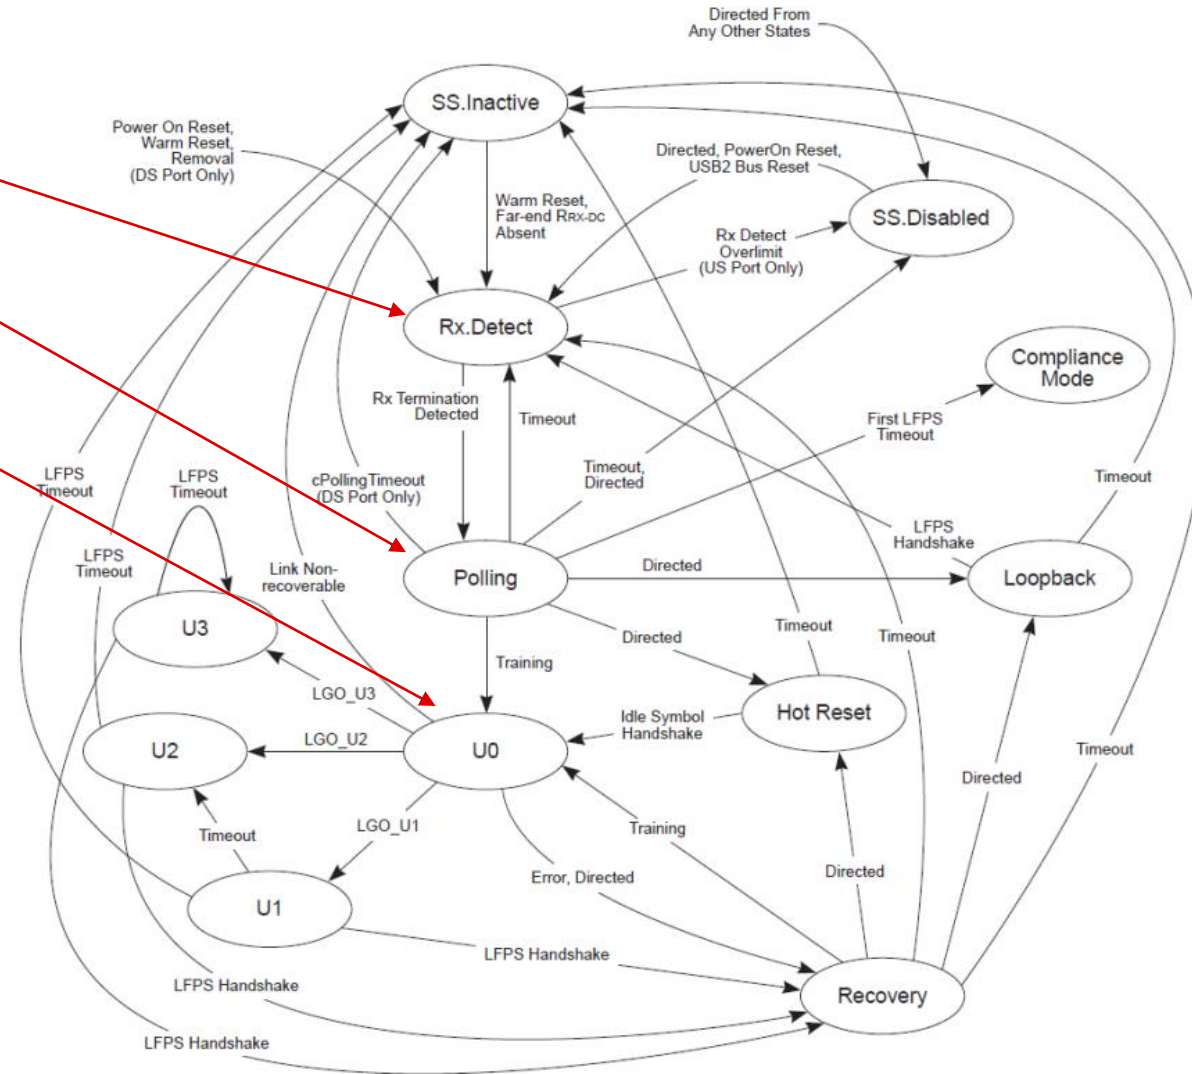 Directed From
Any Other States
SS.Inactive
Power On Reset,
Warm Reset,
Removal
(DS Port Only)
Directed, PowerOn Reset,
USB2 Bus Reset
Warm Reset,
Far-end RRX-DC
Absent
SS.Disabled
Rx Detect
Overlimit
(US Port Only)
Rx.Detect
Compliance
Mode
Rx Termination
Detected
Timeout
First LFPS
Timeout
LFPS
Timeout
LFPS
Timeout
cPollingTimeout
(DS Port Only)
Timeout,
Directed
Timeout
LFPS
Handshake
LFPS
Timeout
Link Non-
recoverable
Polling
Directed
Loopback
U3
Directed
Timeout
Timeout
Training
LGO_U3
Idle Symbol
Handshake
Hot Reset
U2
LGO_U2
U0
Timeout
Directed
LGO_U1
Timeout
Training
Error, Directed
Directed
U1
LFPS Handshake
LFPS Handshake
Recovery
LFPS Handshake